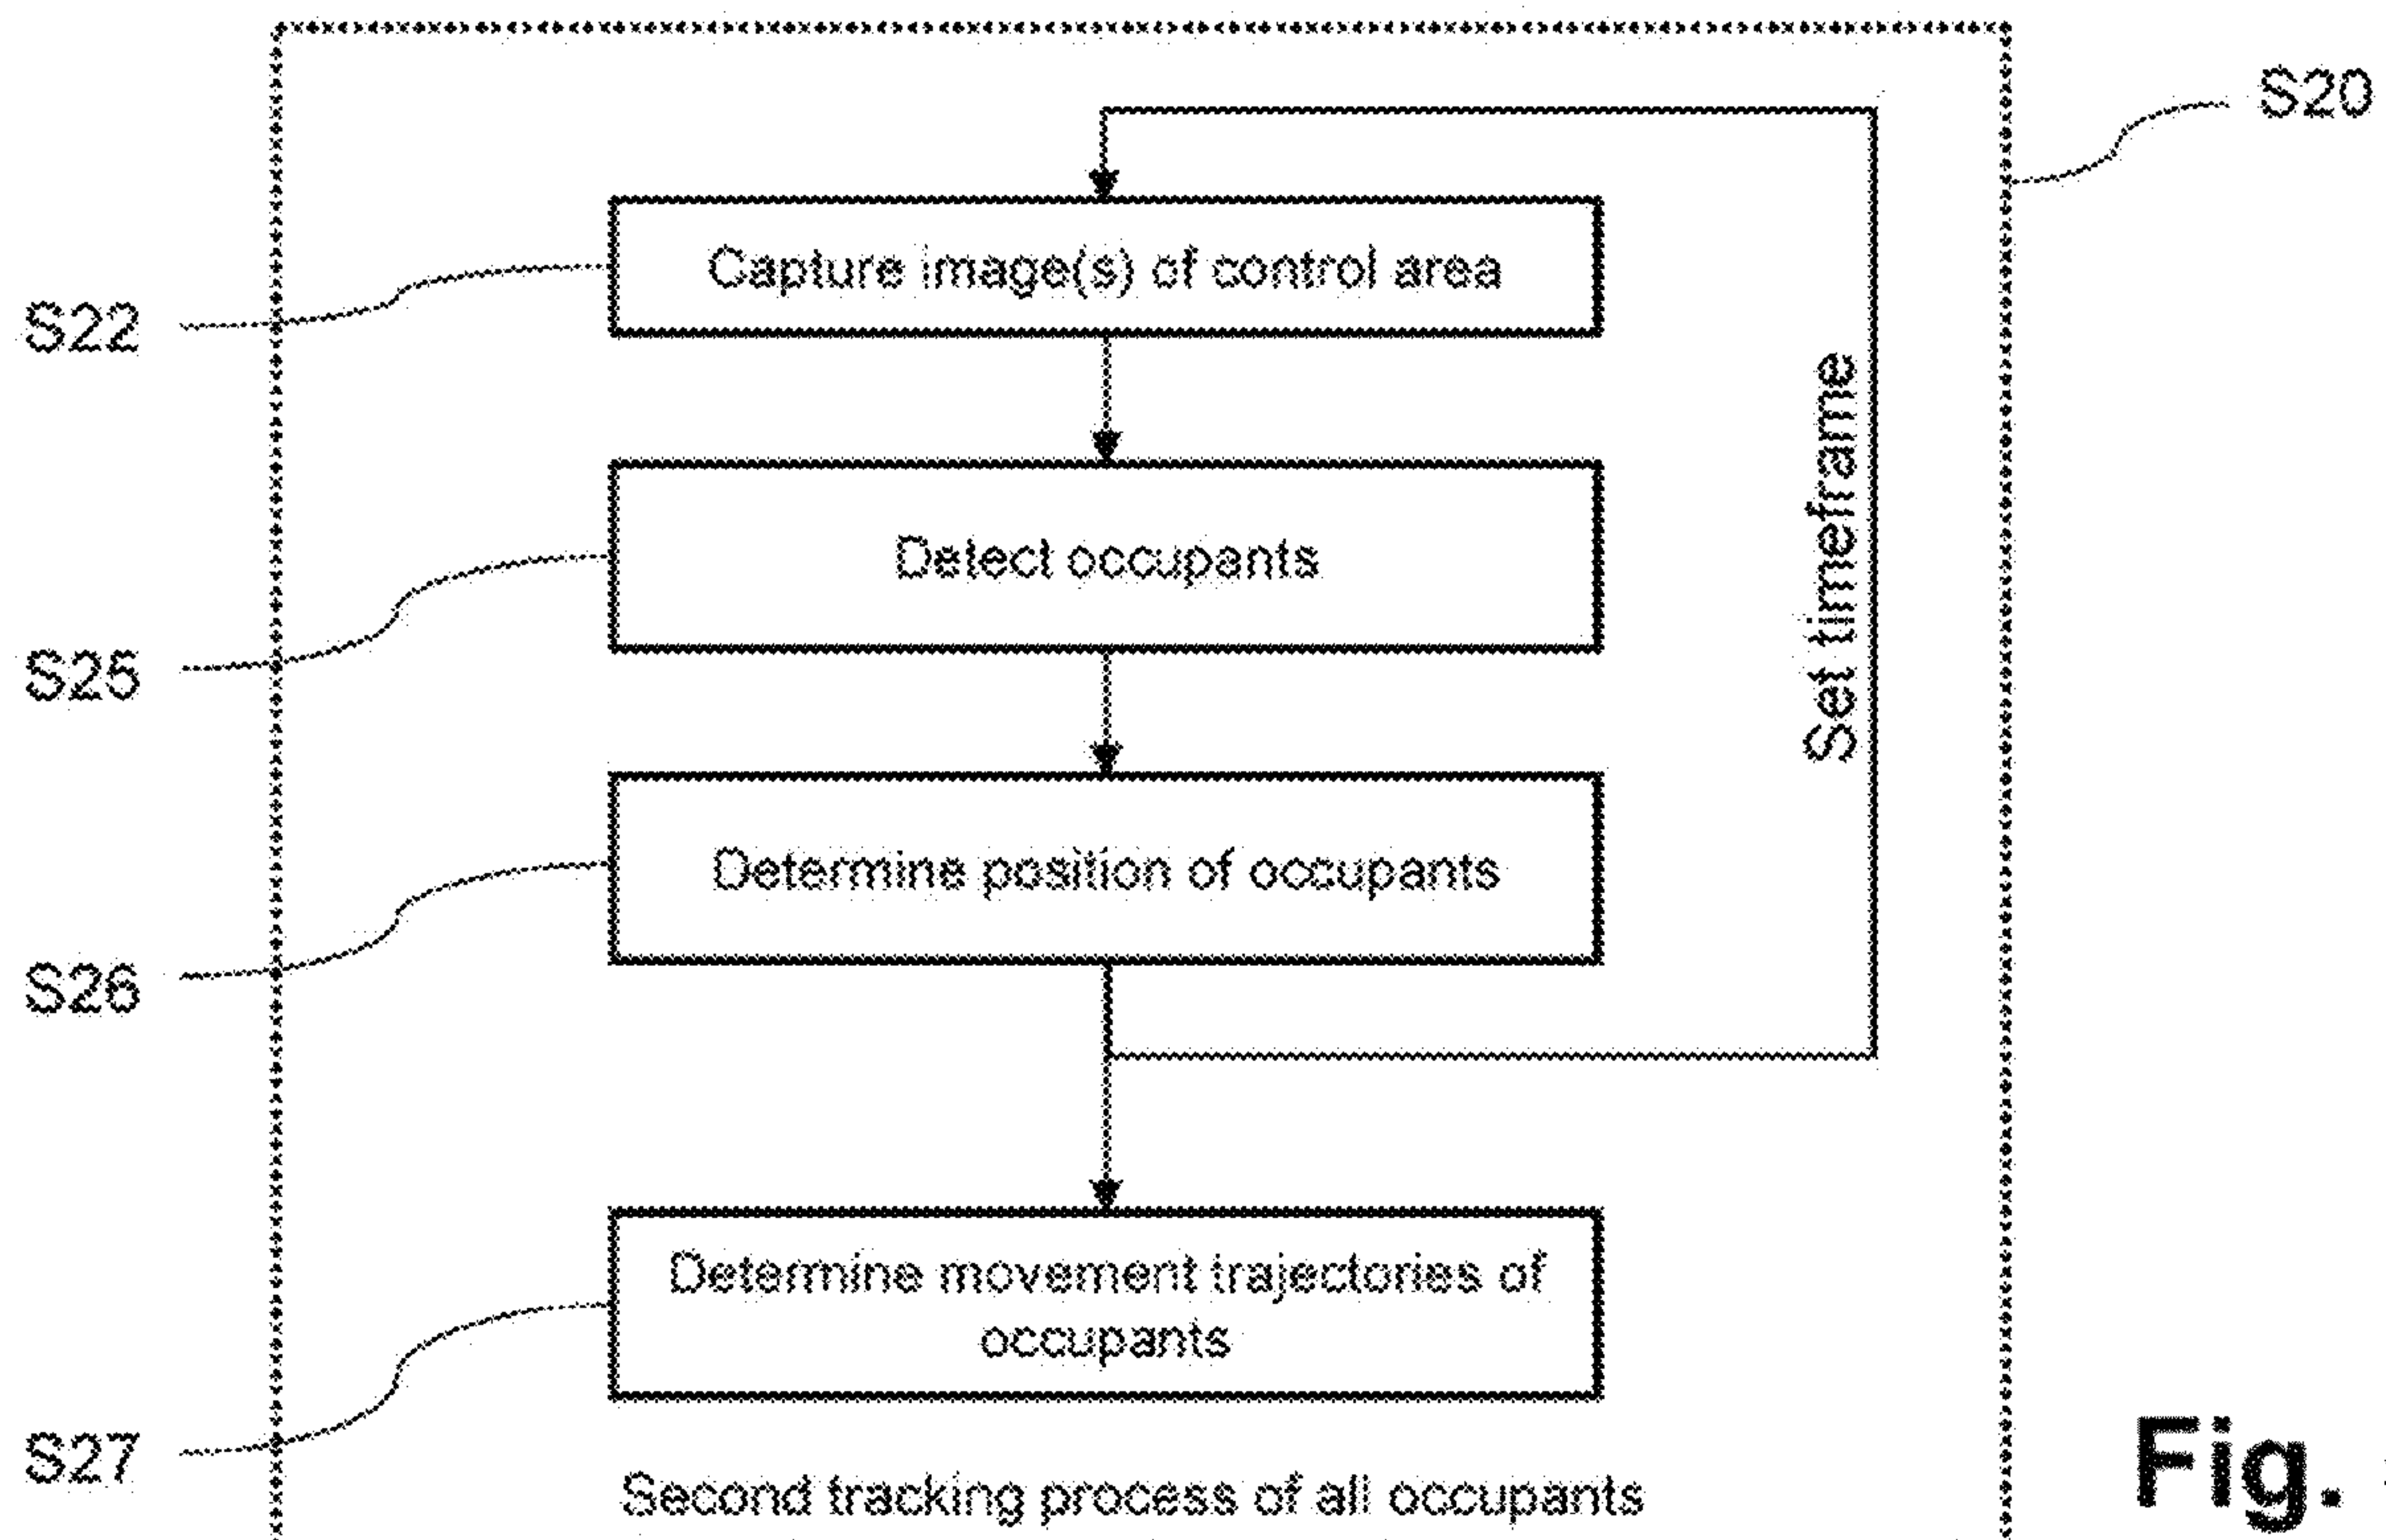 S20
Capture image(s) of control area
S22
Detect occupants
S25
Set timeframe
Determine position of occupants
S26
Determine movement trajectories of
occupants
S27
Second tracking process of all occupants
Fig.